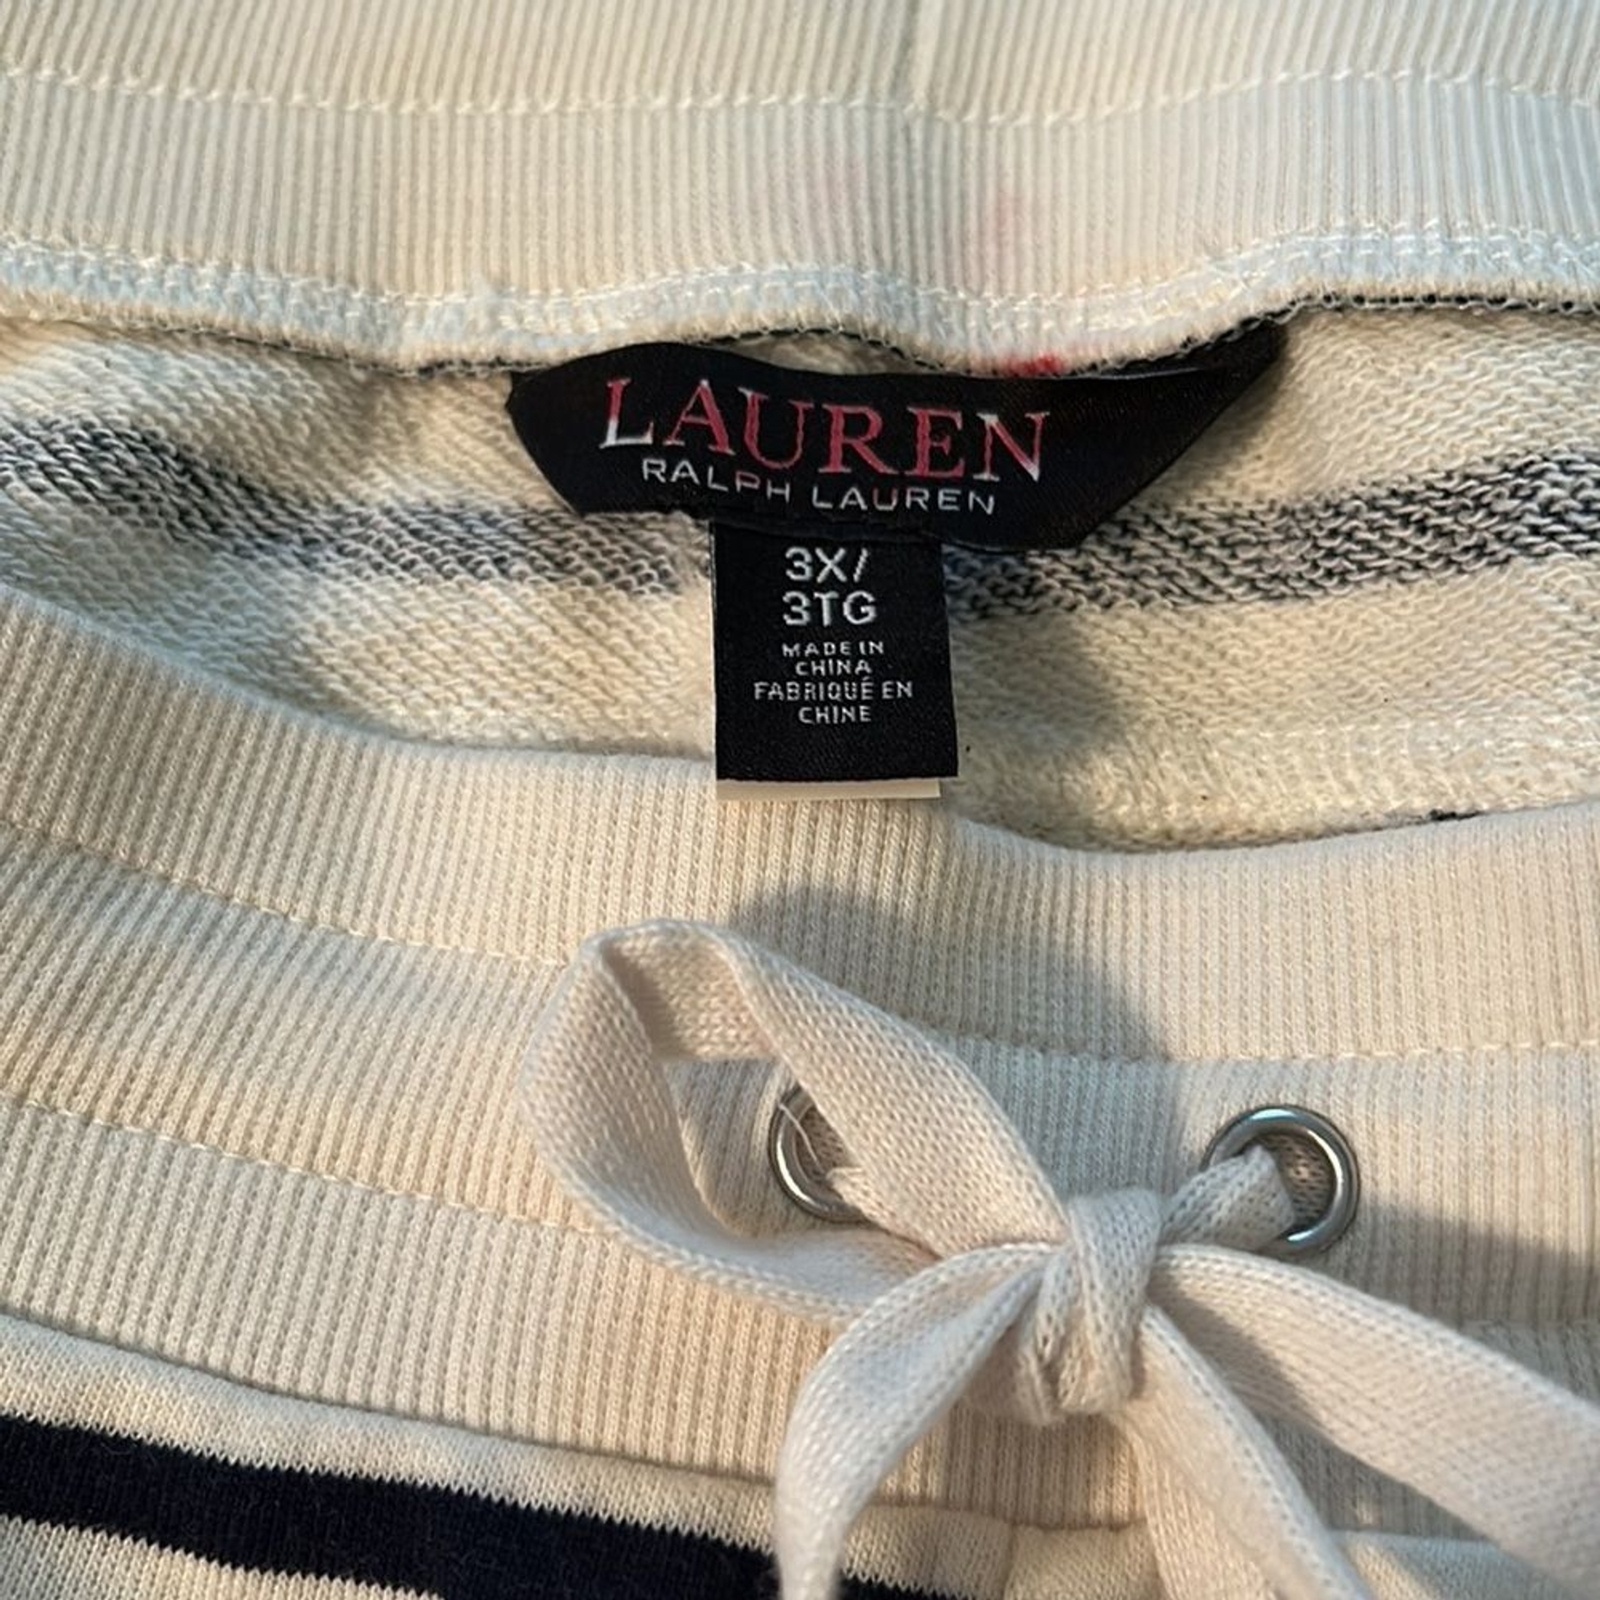 LAUREN
RALPH LAUREN
3X/
3TG
MADE IN
CHINA
FABRIQUÉ EN
CHINE